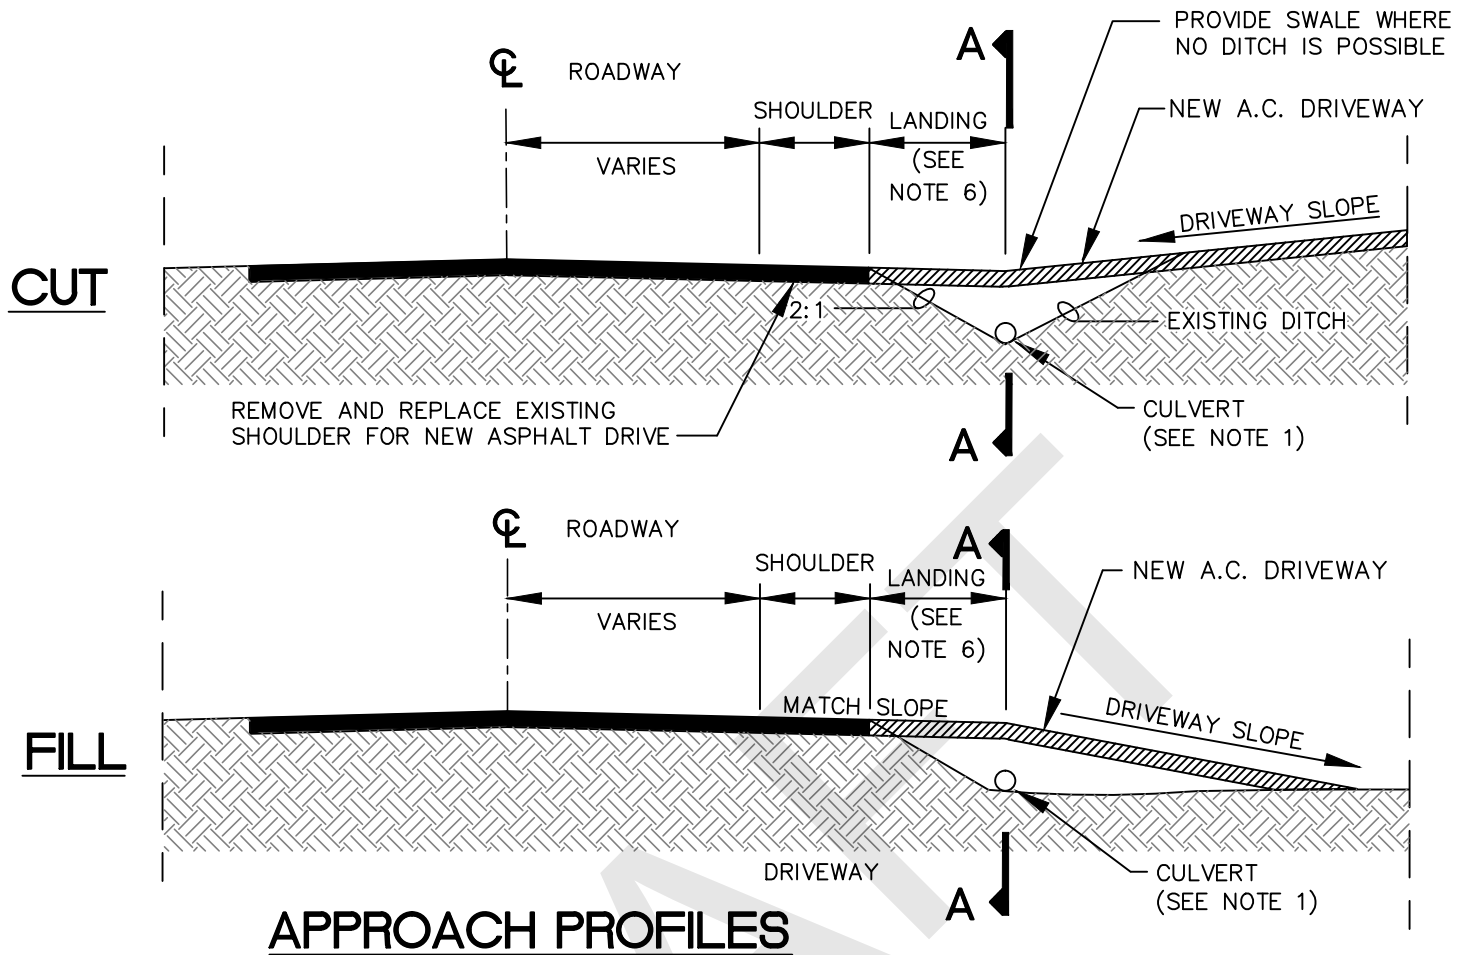 PROVIDE SWALE WHERE
NO DITCH IS POSSIBLE
A
℄ ROADWAY
SHOULDER
LANDING
NEW A.C. DRIVEWAY
VARIES
(SEE
NOTE 6)
DRIVEWAY SLOPE
CUT
2:1
EXISTING DITCH
REMOVE AND REPLACE EXISTING
SHOULDER FOR NEW ASPHALT DRIVE
CULVERT
(SEE NOTE 1)
A
℄ ROADWAY
A
SHOULDER
LANDING
NEW A.C. DRIVEWAY
VARIES
(SEE
NOTE 6)
MATCH SLOPE
DRIVEWAY SLOPE
FILL
DRIVEWAY
CULVERT
(SEE NOTE 1)
A
APPROACH PROFILES